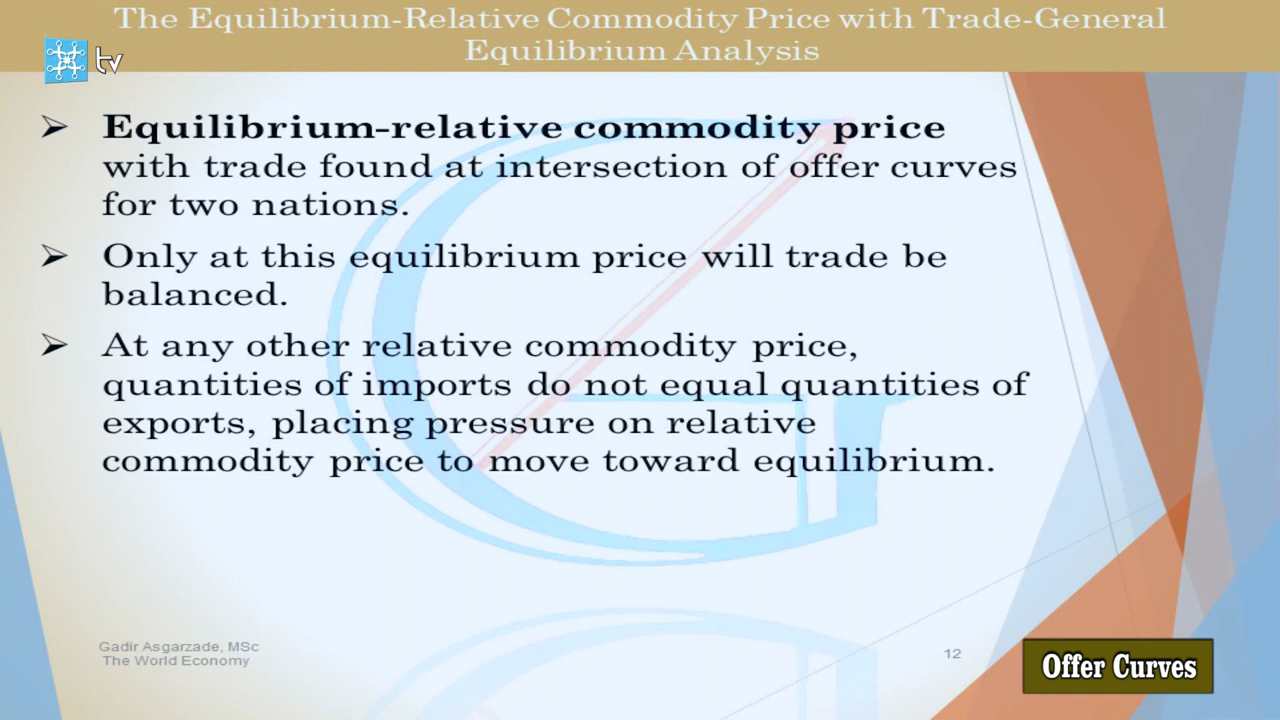 The Equilibrium-Relative Commodity Price with Trade-General
Equilibrium Analysis
tv
➢ Equilibrium-relative commodity price
with trade found at intersection of offer curves
for two nations.
➢ Only at this equilibrium price will trade be
balanced.
➢ At any other relative commodity price,
quantities of imports do not equal quantities of
exports, placing pressure on relative
commodity price to move toward equilibrium.
Gadir Asgarzade, MSc
The World Economy
12
Offer Curves